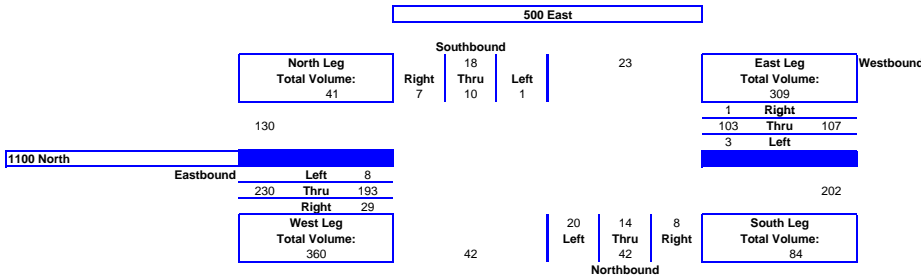 500 East
Southbound
North Leg 18 23 East Leg Westbound
Total Volume: Right Thru Left Total Volume:
41 7 10 1 309
1 Right
130 103 Thru 107
3 Left
1100 North
Eastbound Left 8
230 Thru 193 202
Right 29
West Leg 20 14 8 South Leg
Total Volume: Left Thru Right Total Volume:
360 42 42 84
Northbound